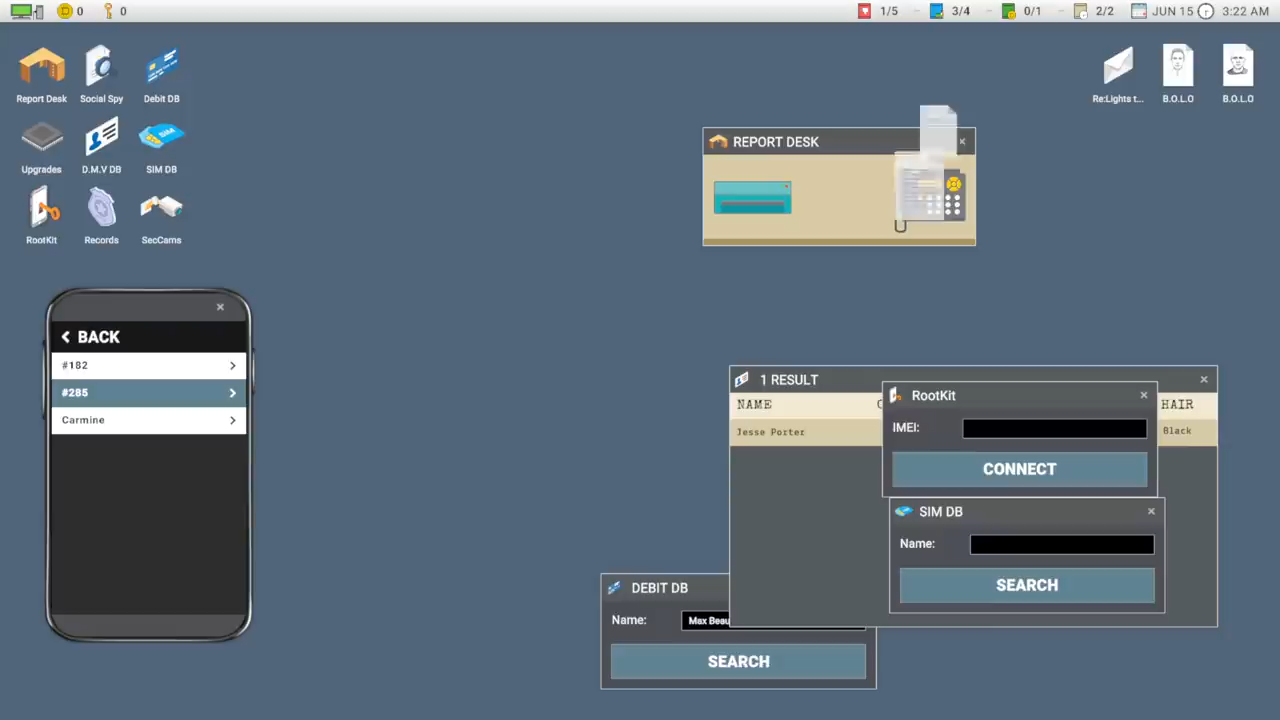 0 0 1/5 3/4 0/1 2/2 JUN 15 3:22 AM
Report Desk Social Spy Debit DB
Upgrades D.M.V DB SIM DB
RootKit Records SecCams
Re:Lights t... B.O.L.O B.O.L.O
REPORT DESK
BACK
#182
#285
Carmine
1 RESULT
NAME HAIR
Jesse Porter Black
RootKit
IMEI:
CONNECT
SIM DB
Name:
SEARCH
DEBIT DB
Name: Max Beau
SEARCH